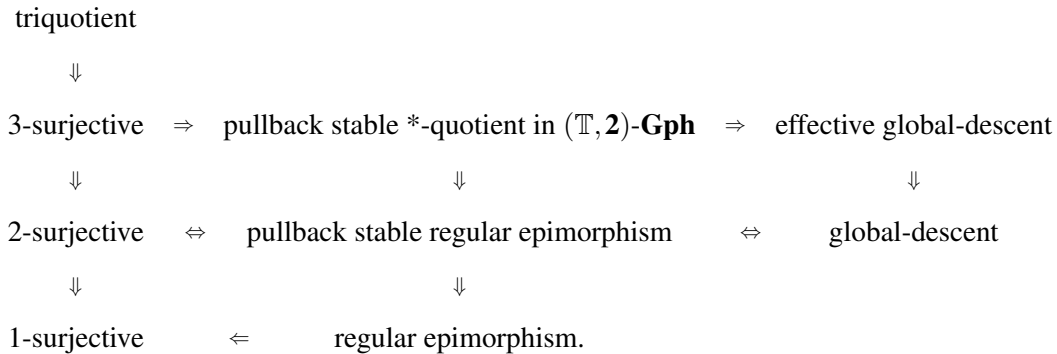 triquotient
⇓
3-surjective ⇒ pullback stable *-quotient in (𝕋, 𝟐)-𝐆𝐩𝐡 ⇒ effective global-descent
⇓ ⇓ ⇓
2-surjective ⇔ pullback stable regular epimorphism ⇔ global-descent
⇓ ⇓
1-surjective ⇐ regular epimorphism.